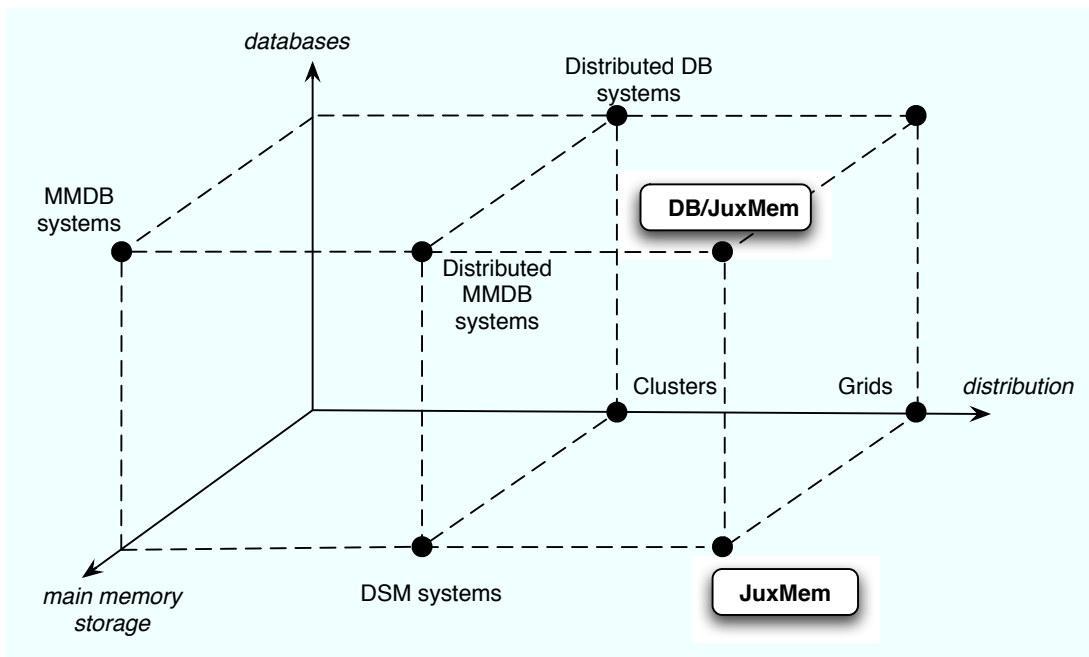 databases
Distributed DB
systems
MMDB
systems
DB/JuxMem
Distributed
MMDB
systems
Clusters
Grids
distribution
main memory
storage
DSM systems
JuxMem